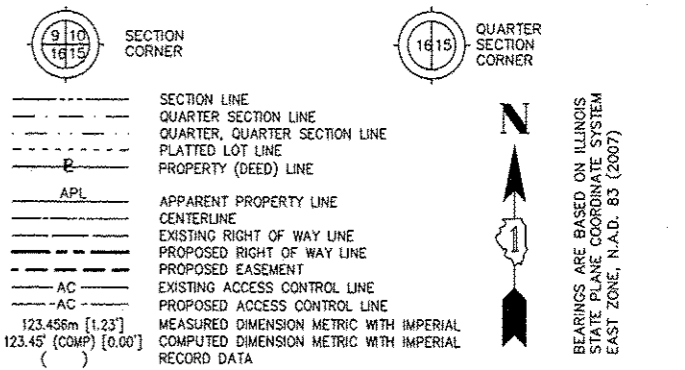 9 10
16 15
SECTION
CORNER
16 15
QUARTER
SECTION
CORNER
SECTION LINE
QUARTER SECTION LINE
QUARTER, QUARTER SECTION LINE
PLATTED LOT LINE
PROPERTY (DEED) LINE
APL
APPARENT PROPERTY LINE
CENTERLINE
EXISTING RIGHT OF WAY LINE
PROPOSED RIGHT OF WAY LINE
PROPOSED EASEMENT
AC EXISTING ACCESS CONTROL LINE
AC PROPOSED ACCESS CONTROL LINE
123.456m [1.23'] MEASURED DIMENSION METRIC WITH IMPERIAL
123.45' (COMP) [0.00'] COMPUTED DIMENSION METRIC WITH IMPERIAL
( ) RECORD DATA
N
1
BEARINGS ARE BASED ON ILLINOIS
STATE PLANE COORDINATE SYSTEM
EAST ZONE, N.A.D. 83 (2007)